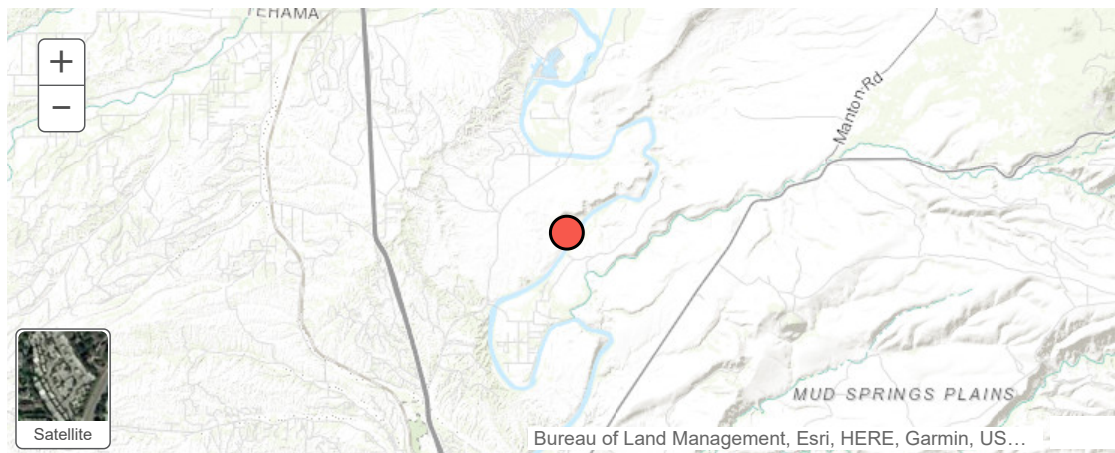 TEHAMA
+
Manton Rd
−
Satellite
MUD SPRINGS PLAINS
Bureau of Land Management, Esri, HERE, Garmin, US…